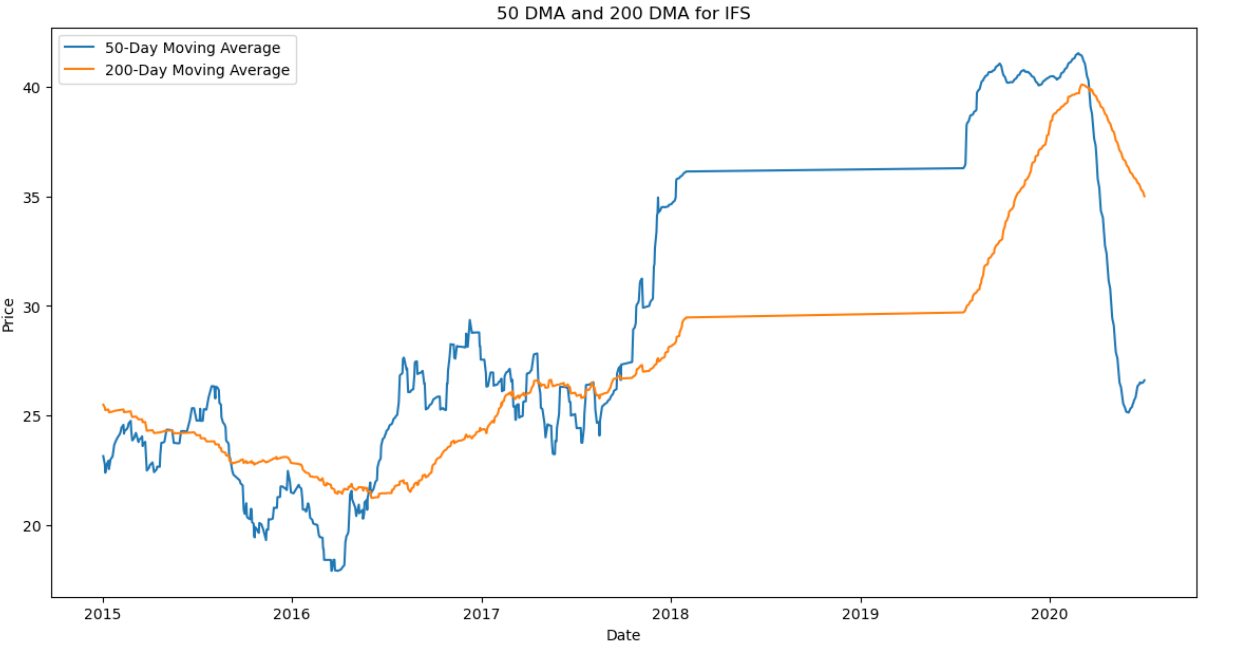 50 DMA and 200 DMA for IFS
50-Day Moving Average
200-Day Moving Average
Price
40
35
30
25
20
2015 2016 2017 2018 2019 2020
Date